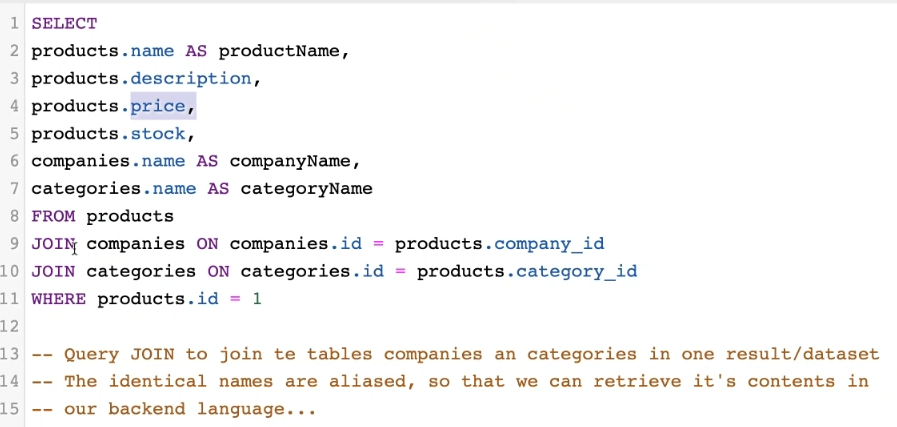 1 SELECT
2 products.name AS productName,
3 products.description,
4 products.price,
5 products.stock,
6 companies.name AS companyName,
7 categories.name AS categoryName
8 FROM products
9 JOIN companies ON companies.id = products.company_id
10 JOIN categories ON categories.id = products.category_id
11 WHERE products.id = 1
12
13 -- Query JOIN to join te tables companies an categories in one result/dataset
14 -- The identical names are aliased, so that we can retrieve it's contents in
15 -- our backend language...